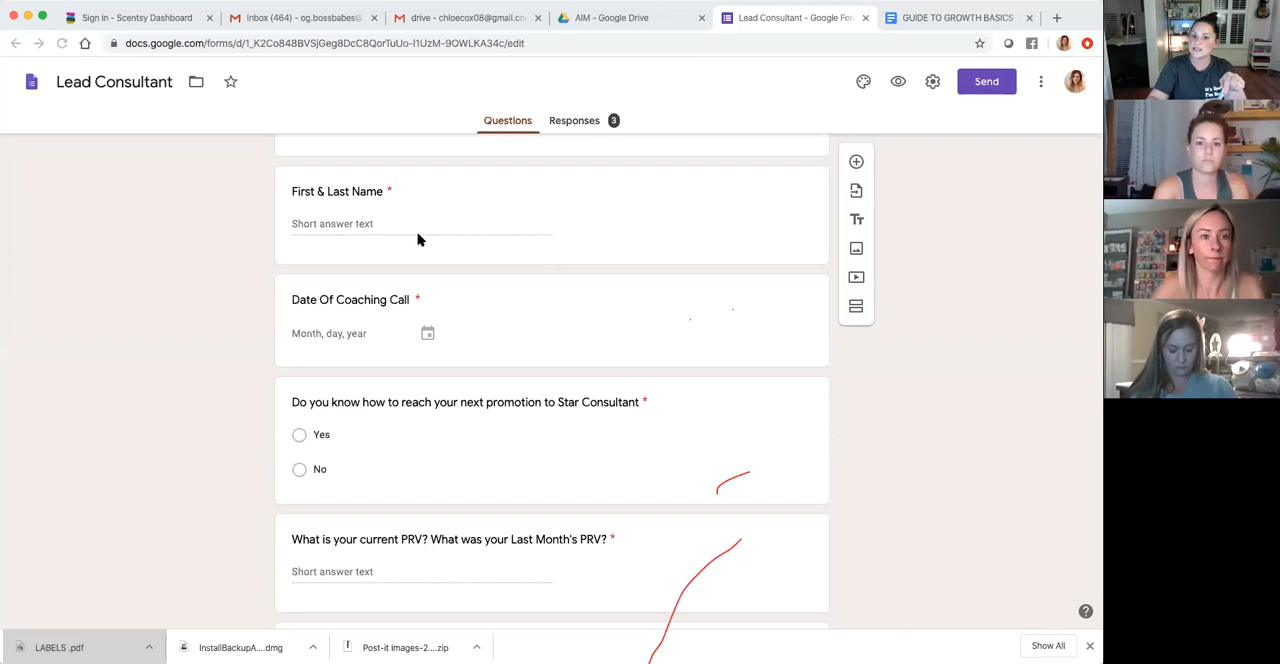 Sign in - Scentsy Dashboard
Inbox (464) - og.bossbabes@
drive - chloecox08@gmail.co
AIM - Google Drive
Lead Consultant - Google For
GUIDE TO GROWTH BASICS
docs.google.com/forms/d/1_K2Co848BVSjGeg8DcC8QorTuUo-I1UzM-9OWLKA34c/edit
Lead Consultant
Send
Questions
Responses 3
First & Last Name *
Short answer text
Date Of Coaching Call *
Month, day, year
Do you know how to reach your next promotion to Star Consultant *
Yes
No
What is your current PRV? What was your Last Month's PRV? *
Short answer text
LABELS .pdf
InstallBackupA....dmg
Post-it Images-2....zip
Show All